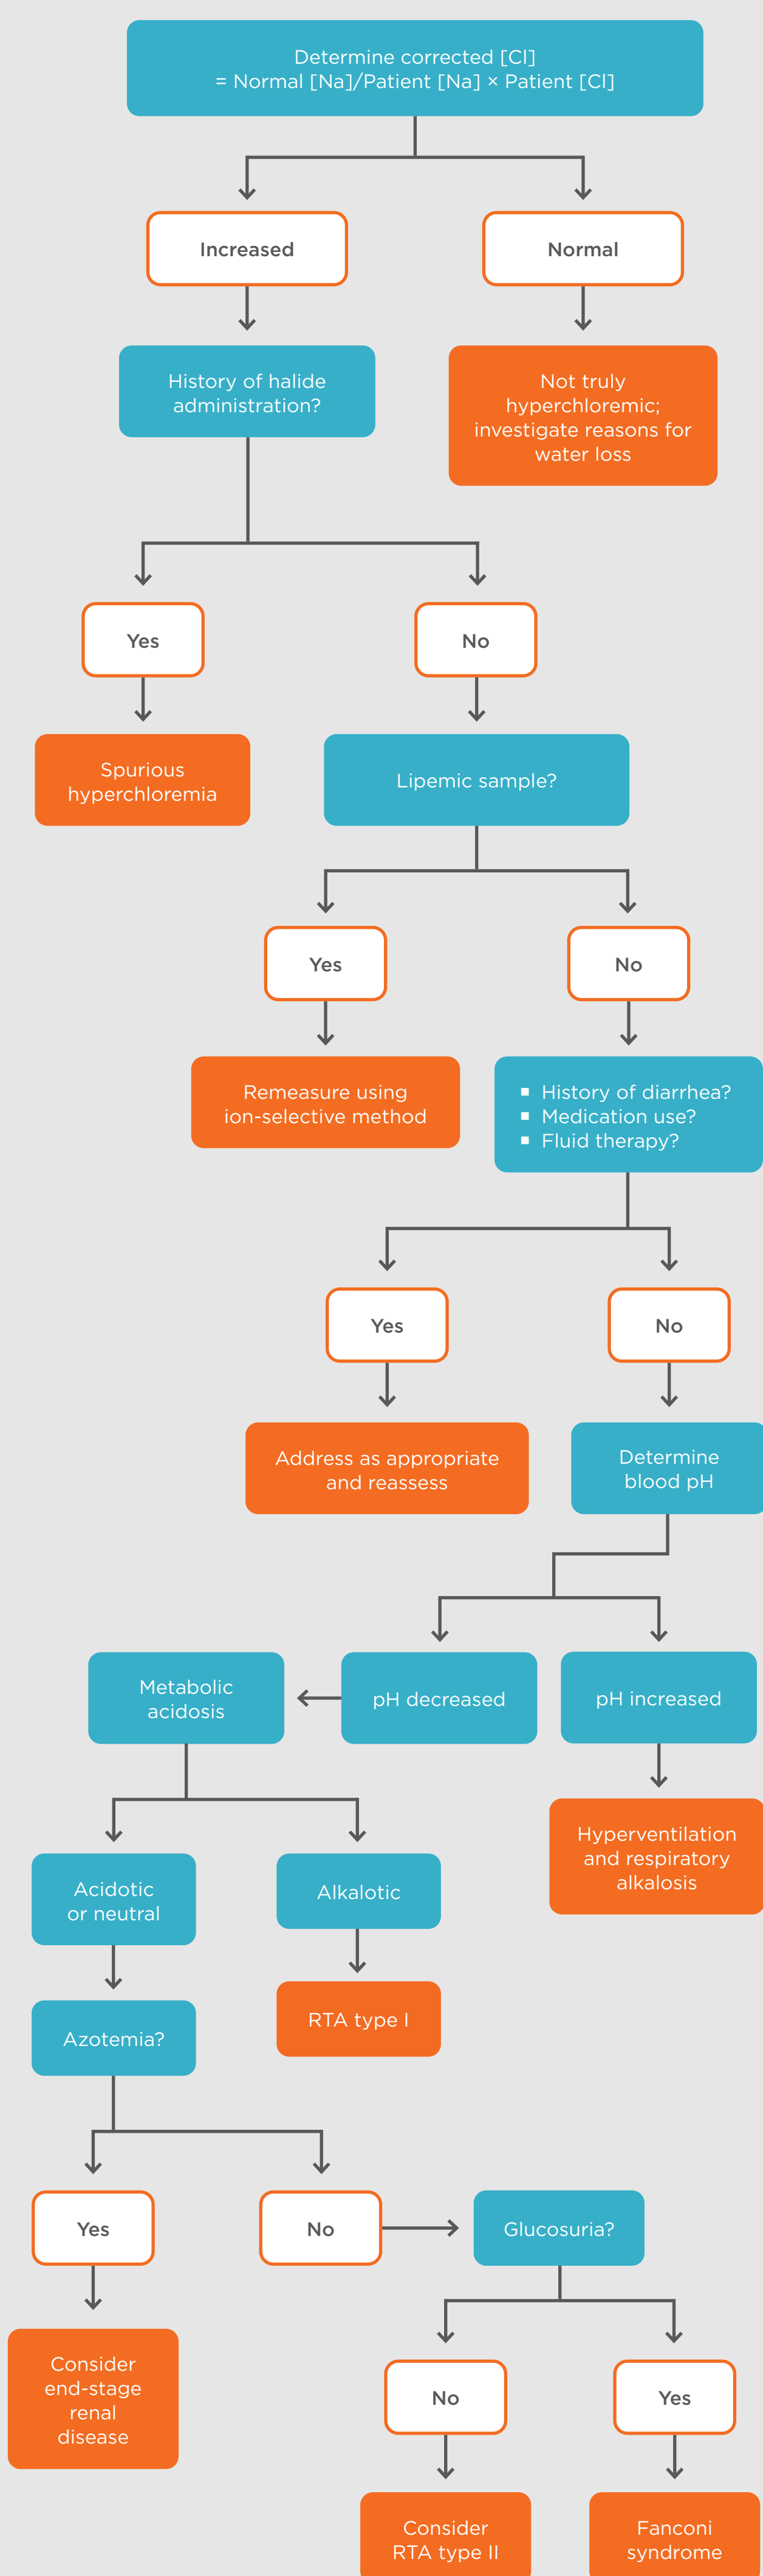 Determine corrected [Cl]
= Normal [Na]/Patient [Na] × Patient [Cl]
Increased
Normal
History of halide
administration?
Not truly
hyperchloremic;
investigate reasons for
water loss
Yes
No
Spurious
hyperchloremia
Lipemic sample?
Yes
No
Remeasure using
ion-selective method
▪ History of diarrhea?
▪ Medication use?
▪ Fluid therapy?
Yes
No
Address as appropriate
and reassess
Determine
blood pH
Metabolic
acidosis
pH decreased
pH increased
Hyperventilation
and respiratory
alkalosis
Acidotic
or neutral
Alkalotic
RTA type I
Azotemia?
Yes
No
Glucosuria?
Consider
end-stage
renal
disease
No
Yes
Consider
RTA type II
Fanconi
syndrome